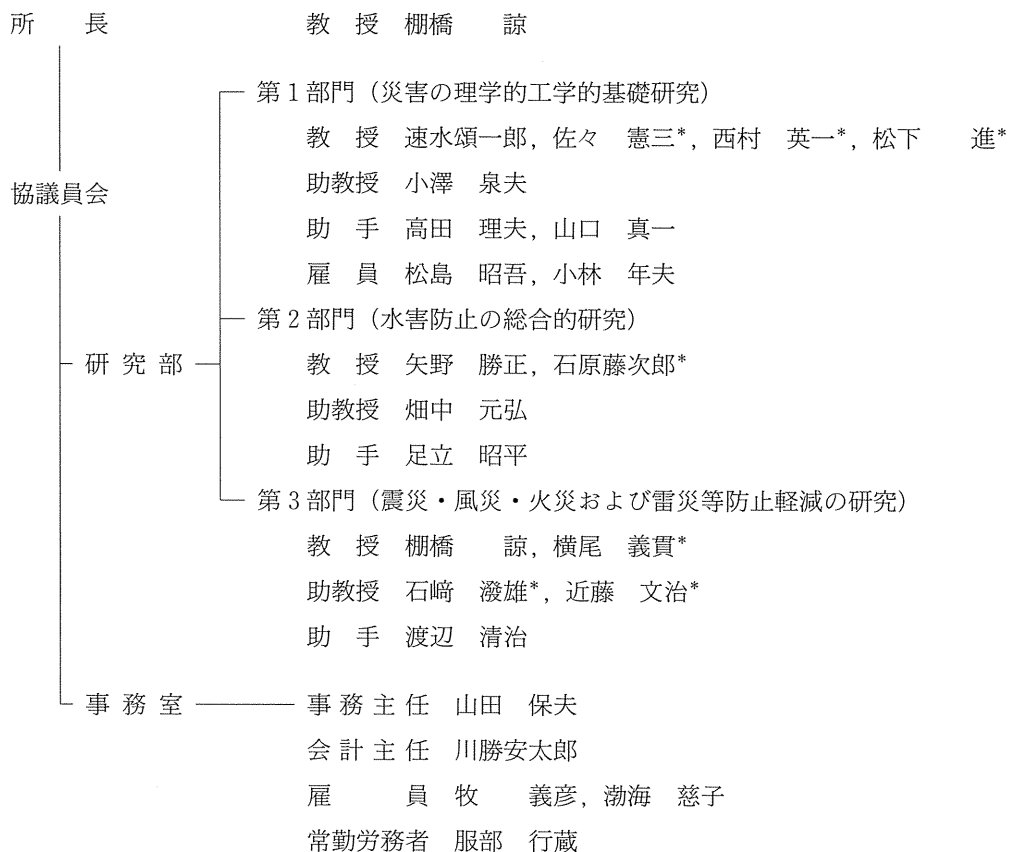 所長 教授 棚橋 諒
第1部門（災害の理学的工学的基礎研究）
教授 速水頌一郎, 佐々 憲三*, 西村 英一*, 松下 進*
協議員会 助教授 小澤 泉夫
助手 高田 理夫, 山口 真一
雇員 松島 昭吾, 小林 年夫
第2部門（水害防止の総合的研究）
研究部 教授 矢野 勝正, 石原藤次郎*
助教授 畑中 元弘
助手 足立 昭平
第3部門（震災・風災・火災および雷災等防止軽減の研究）
教授 棚橋 諒, 横尾 義貫*
助教授 石﨑 潑雄*, 近藤 文治*
助手 渡辺 清治
事務室 事務主任 山田 保夫
会計主任 川勝安太郎
雇員 牧 義彦, 渤海 慈子
常勤労務者 服部 行蔵